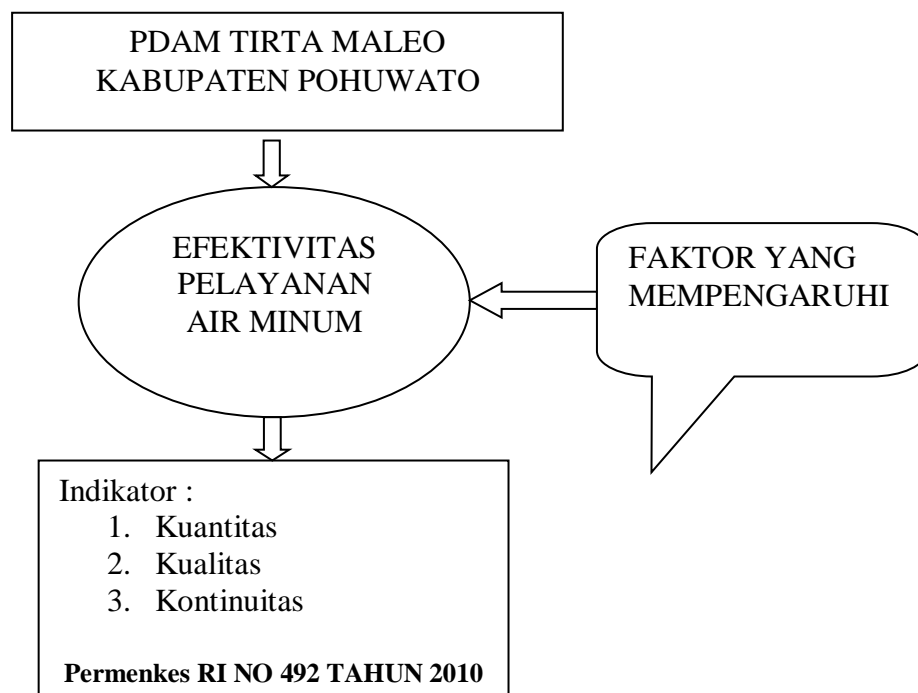 PDAM TIRTA MALEO
KABUPATEN POHUWATO
EFEKTIVITAS
PELAYANAN
AIR MINUM
FAKTOR YANG
MEMPENGARUHI
Indikator :
1. Kuantitas
2. Kualitas
3. Kontinuitas
Permenkes RI NO 492 TAHUN 2010